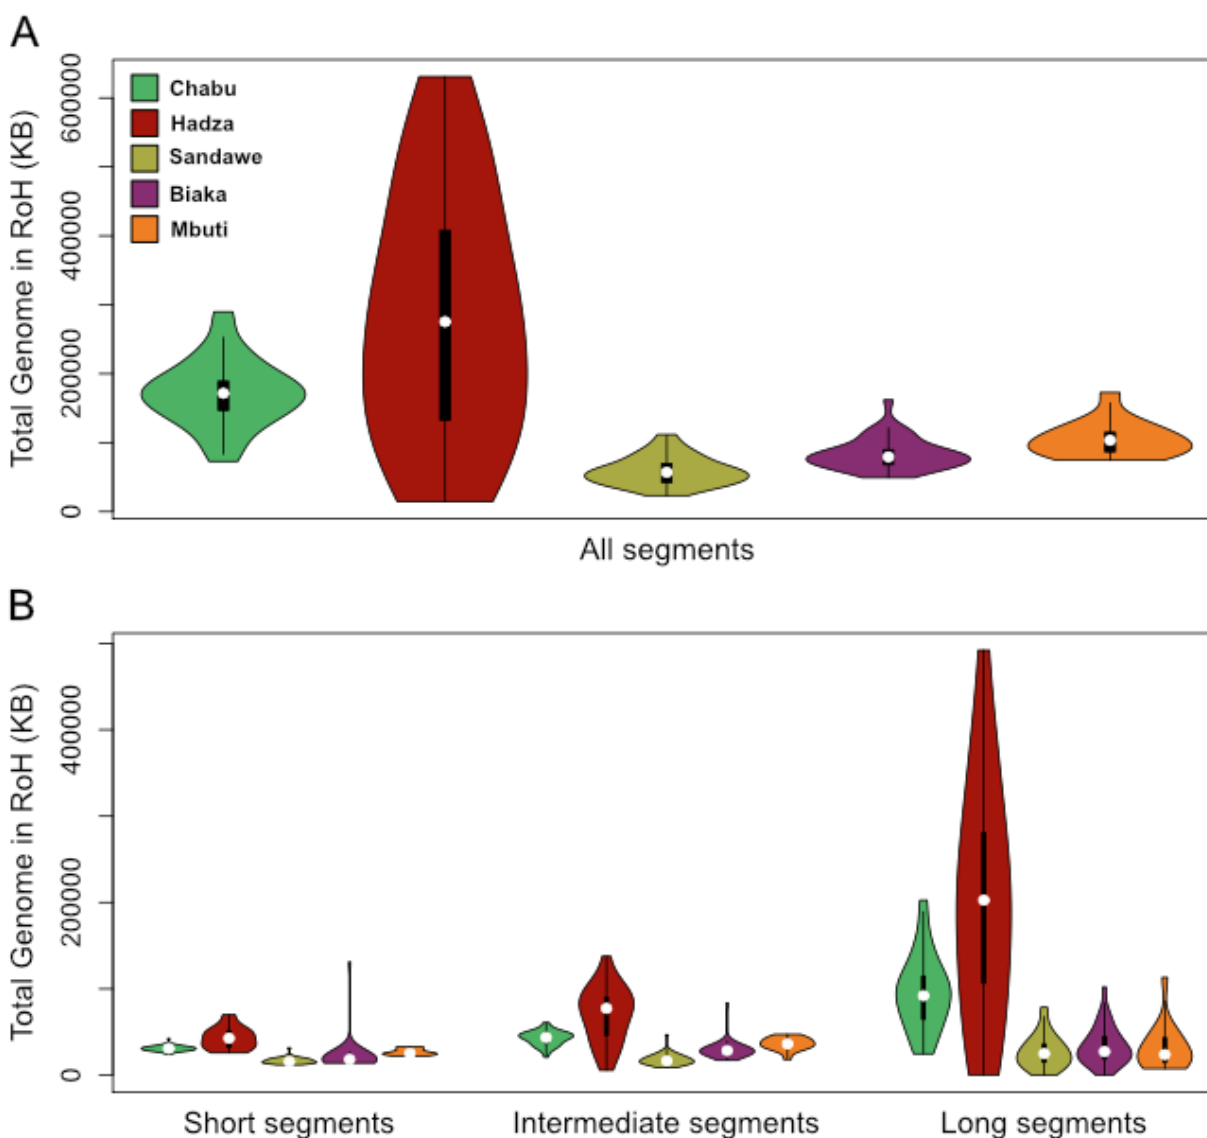 A
Total Genome in RoH (KB)
600000
400000
200000
0
Chabu
Hadza
Sandawe
Biaka
Mbuti
All segments
B
Total Genome in RoH (KB)
400000
200000
0
Short segments
Intermediate segments
Long segments